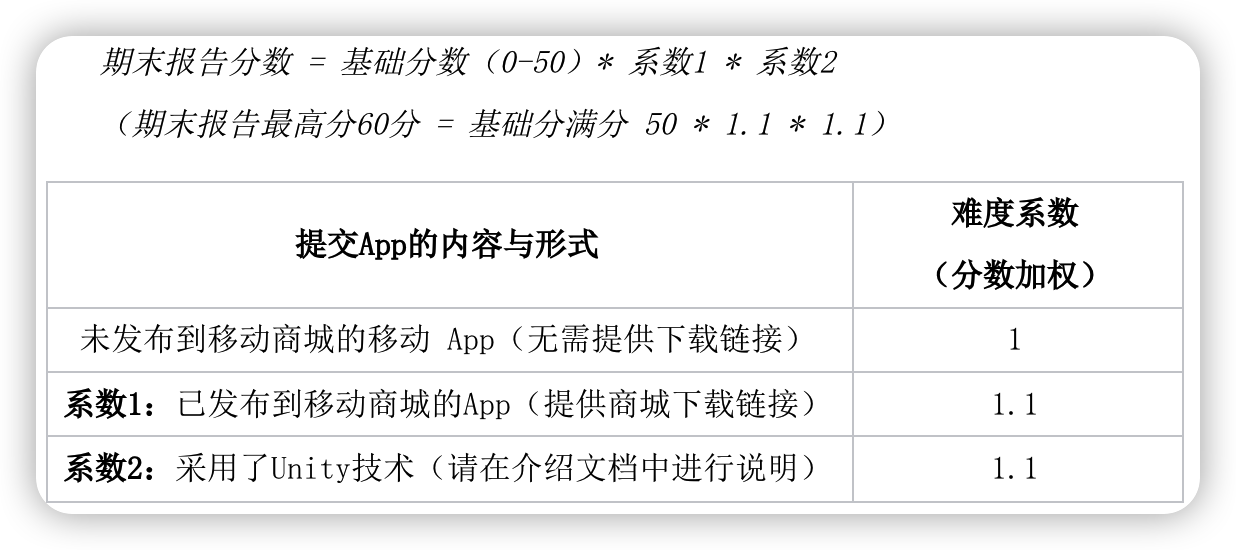 期末报告分数 = 基础分数（0-50）* 系数1 * 系数2
（期末报告最高分60分 = 基础分满分 50 * 1.1 * 1.1）
提交App的内容与形式
难度系数
（分数加权）
未发布到移动商城的移动 App（无需提供下载链接）
1
系数1：已发布到移动商城的App（提供商城下载链接）
1.1
系数2：采用了Unity技术（请在介绍文档中进行说明）
1.1